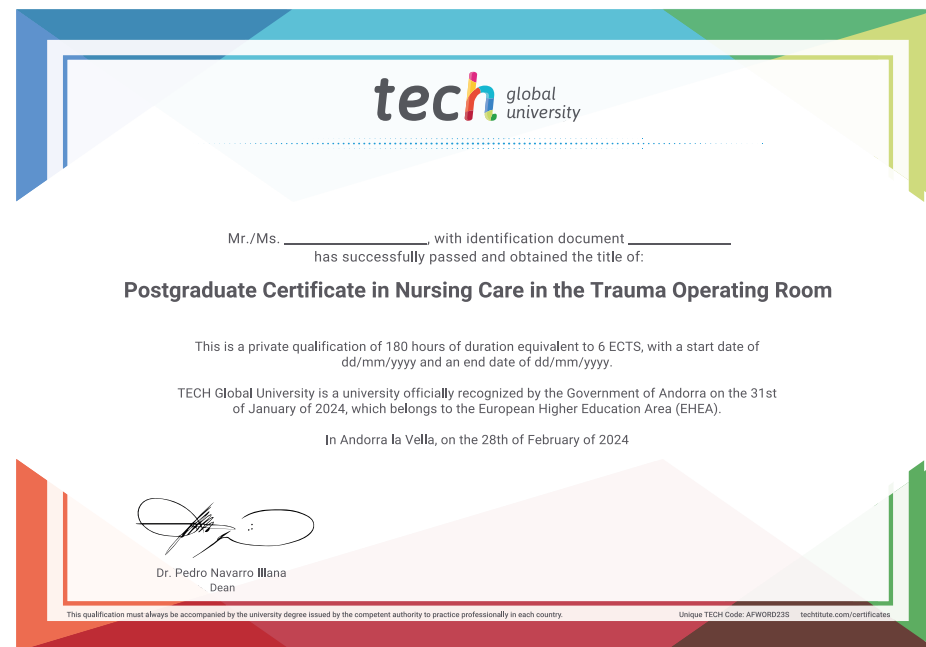 tech global
university
Mr./Ms. ____________, with identification document ____________
has successfully passed and obtained the title of:
Postgraduate Certificate in Nursing Care in the Trauma Operating Room
This is a private qualification of 180 hours of duration equivalent to 6 ECTS, with a start date of
dd/mm/yyyy and an end date of dd/mm/yyyy.
TECH Global University is a university officially recognized by the Government of Andorra on the 31st
of January of 2024, which belongs to the European Higher Education Area (EHEA).
In Andorra la Vella, on the 28th of February of 2024
Dr. Pedro Navarro Illana
Dean
This qualification must always be accompanied by the university degree issued by the competent authority to practice professionally in each country.
Unique TECH Code: AFWORD23S techtitute.com/certificates